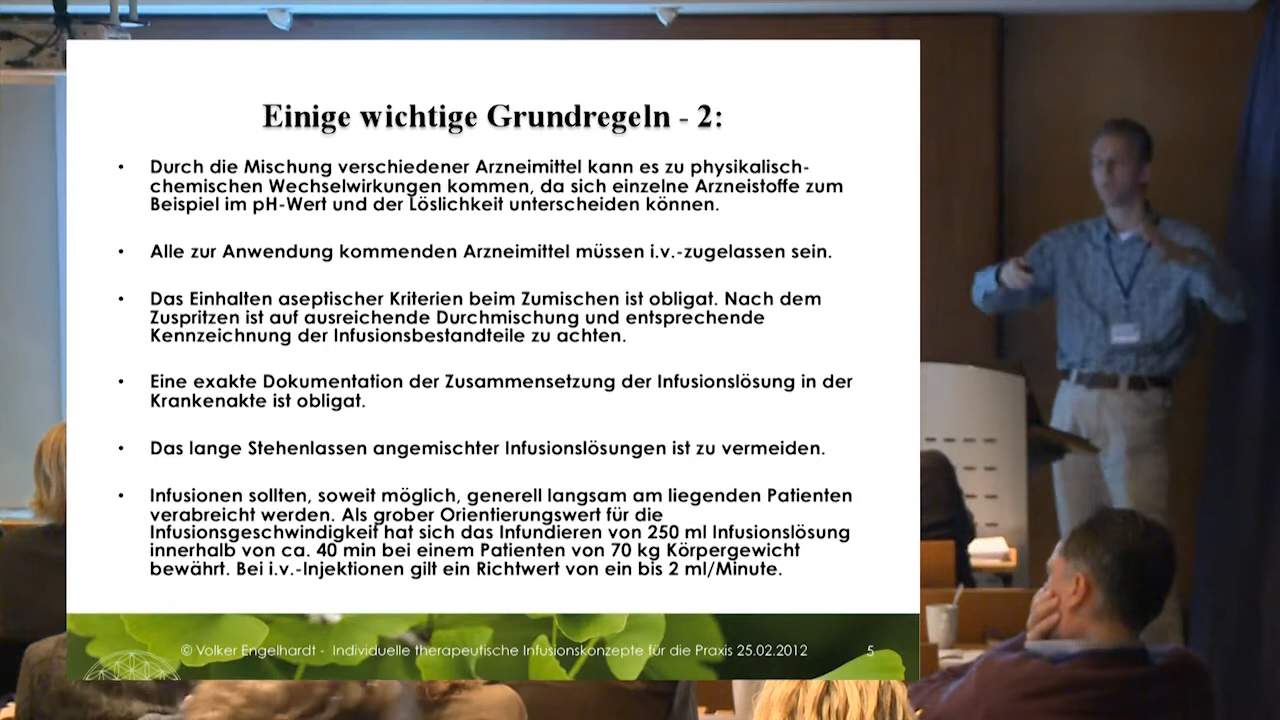 Einige wichtige Grundregeln - 2:
• Durch die Mischung verschiedener Arzneimittel kann es zu physikalisch-
chemischen Wechselwirkungen kommen, da sich einzelne Arzneistoffe zum
Beispiel im pH-Wert und der Löslichkeit unterscheiden können.
• Alle zur Anwendung kommenden Arzneimittel müssen i.v.-zugelassen sein.
• Das Einhalten aseptischer Kriterien beim Zumischen ist obligat. Nach dem
Zuspritzen ist auf ausreichende Durchmischung und entsprechende
Kennzeichnung der Infusionsbestandteile zu achten.
• Eine exakte Dokumentation der Zusammensetzung der Infusionslösung in der
Krankenakte ist obligat.
• Das lange Stehenlassen angemischter Infusionslösungen ist zu vermeiden.
• Infusionen sollten, soweit möglich, generell langsam am liegenden Patienten
verabreicht werden. Als grober Orientierungswert für die
Infusionsgeschwindigkeit hat sich das Infundieren von 250 ml Infusionslösung
innerhalb von ca. 40 min bei einem Patienten von 70 kg Körpergewicht
bewährt. Bei i.v.-Injektionen gilt ein Richtwert von ein bis 2 ml/Minute.
© Volker Engelhardt - Individuelle therapeutische Infusionskonzepte für die Praxis 25.02.2012 5